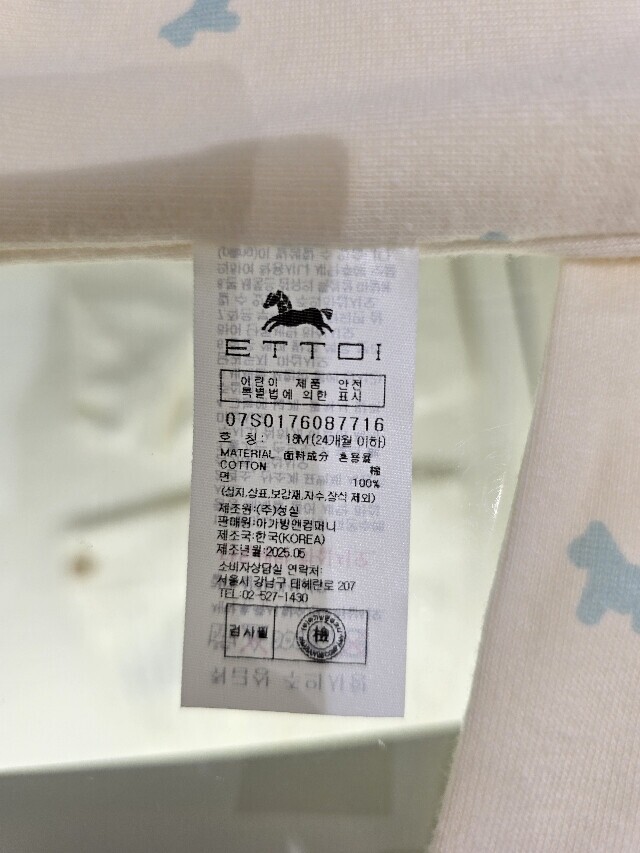 ETTOI
어린이 제품 안전
특별법에 의한 표시
07S0176087716
호 칭: 18M(24개월 이하)
MATERIAL 面料成分 혼용율
COTTON 棉
면 100%
(심지,상표,보강재,자수,장식 제외)
제조원:(주)성실
판매원:아가방앤컴퍼니
제조국:한국(KOREA)
제조년월:2025.05
소비자상담실 연락처:
서울시 강남구 테헤란로 207
TEL:02-527-1430
검사필 檢